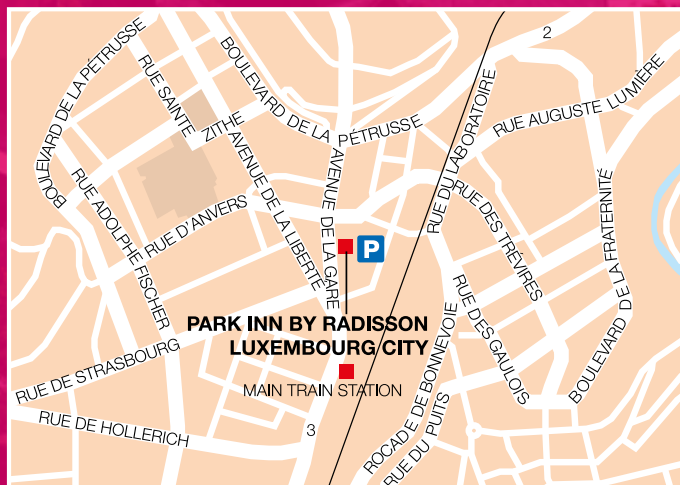 2
BOULEVARD DE LA PÉTRUSSE
RUE SAINTE
ZITHE
BOULEVARD DE LA PÉTRUSSE
RUE DU LABORATOIRE
RUE AUGUSTE LUMIÈRE
AVENUE DE LA LIBERTÉ
AVENUE DE LA GARE
RUE ADOLPHE FISCHER
RUE D'ANVERS
RUE DES TRÉVIRES
BOULEVARD DE LA FRATERNITÉ
P
RUE DES GAULOIS
PARK INN BY RADISSON
LUXEMBOURG CITY
RUE DE STRASBOURG
MAIN TRAIN STATION
ROCADE DE BONNEVOIE
RUE DU PUITS
RUE DE HOLLERICH
3